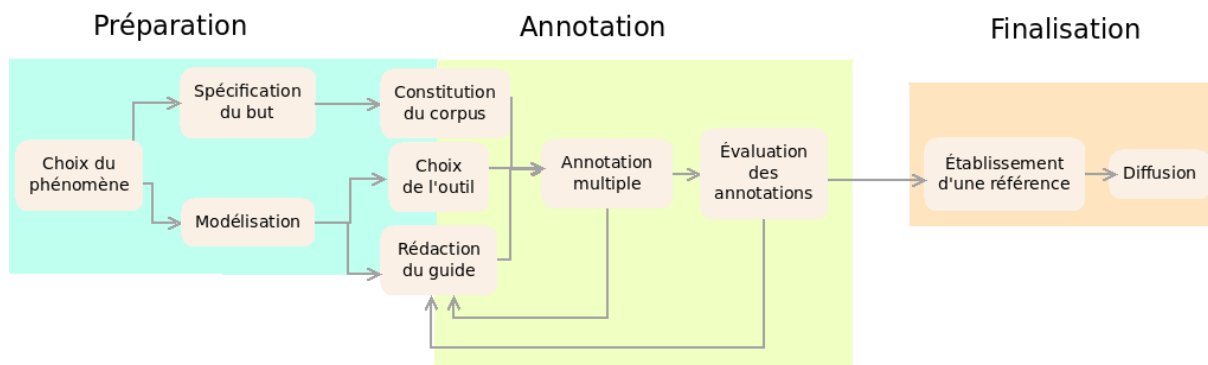 Préparation
Annotation
Finalisation
Spécification
du but
Constitution
du corpus
Choix du
phénomène
Choix
de l'outil
Annotation
multiple
Évaluation
des
annotations
Établissement
d'une référence
Diffusion
Modélisation
Rédaction
du guide